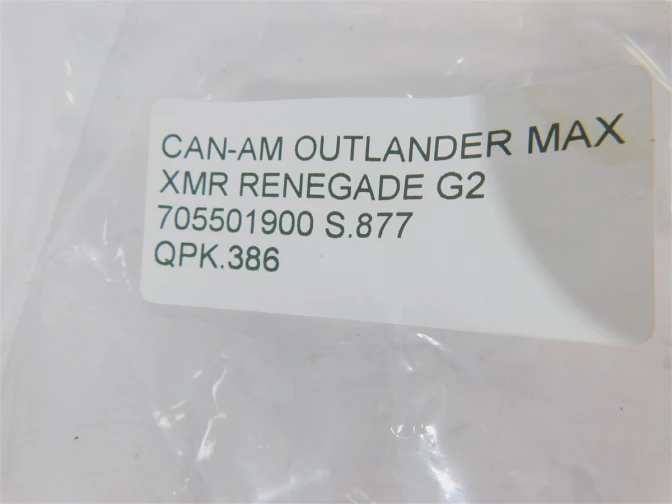 CAN-AM OUTLANDER MAX
XMR RENEGADE G2
705501900 S.877
QPK.386